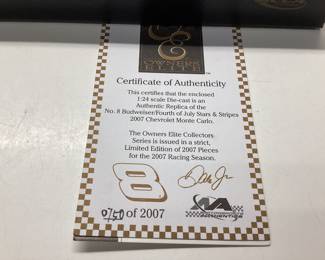 OWNERS
ELITE
Certificate of Authenticity
This certifies that the enclosed
1:24 scale Die-cast is an
Authentic Replica of the
No. 8 Budweiser/Fourth of July Stars & Stripes
2007 Chevrolet Monte Carlo.
The Owners Elite Collectors
Series is issued in a strict,
Limited Edition of 2007 Pieces
for the 2007 Racing Season.
8
of 2007